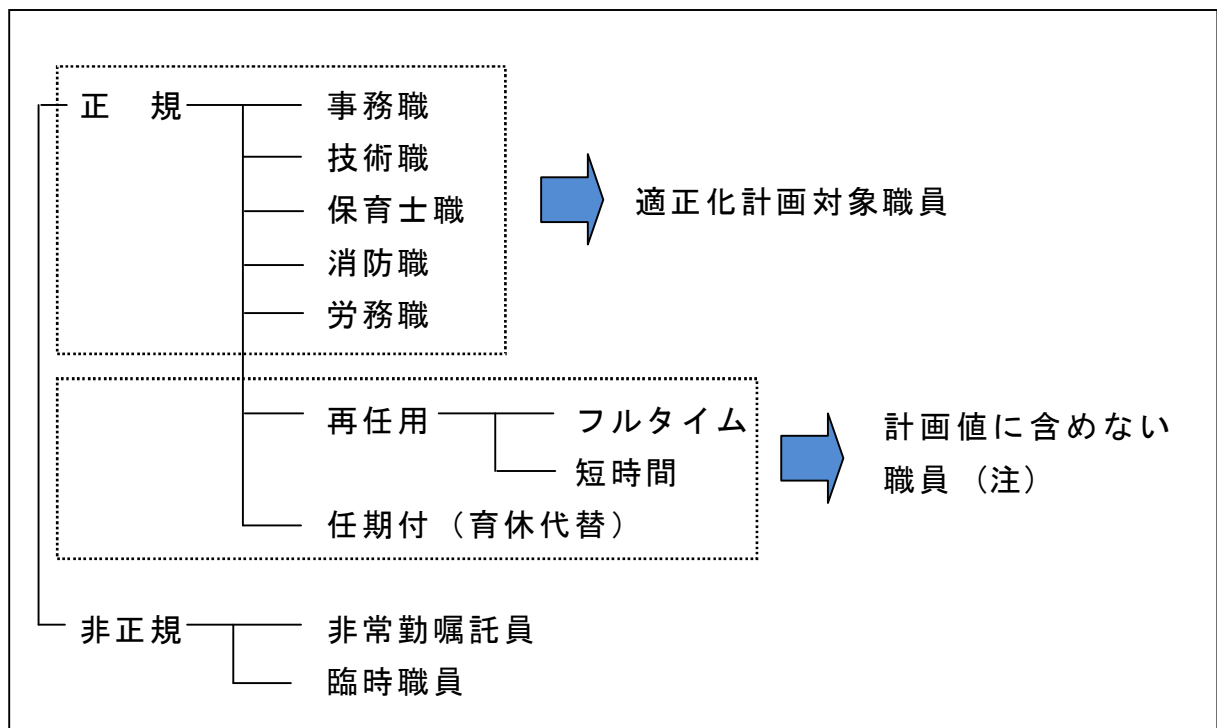 正　規
事務職
技術職
保育士職
消防職
労務職
適正化計画対象職員
再任用
フルタイム
短時間
任期付（育休代替）
計画値に含めない
職員（注）
非正規
非常勤嘱託員
臨時職員